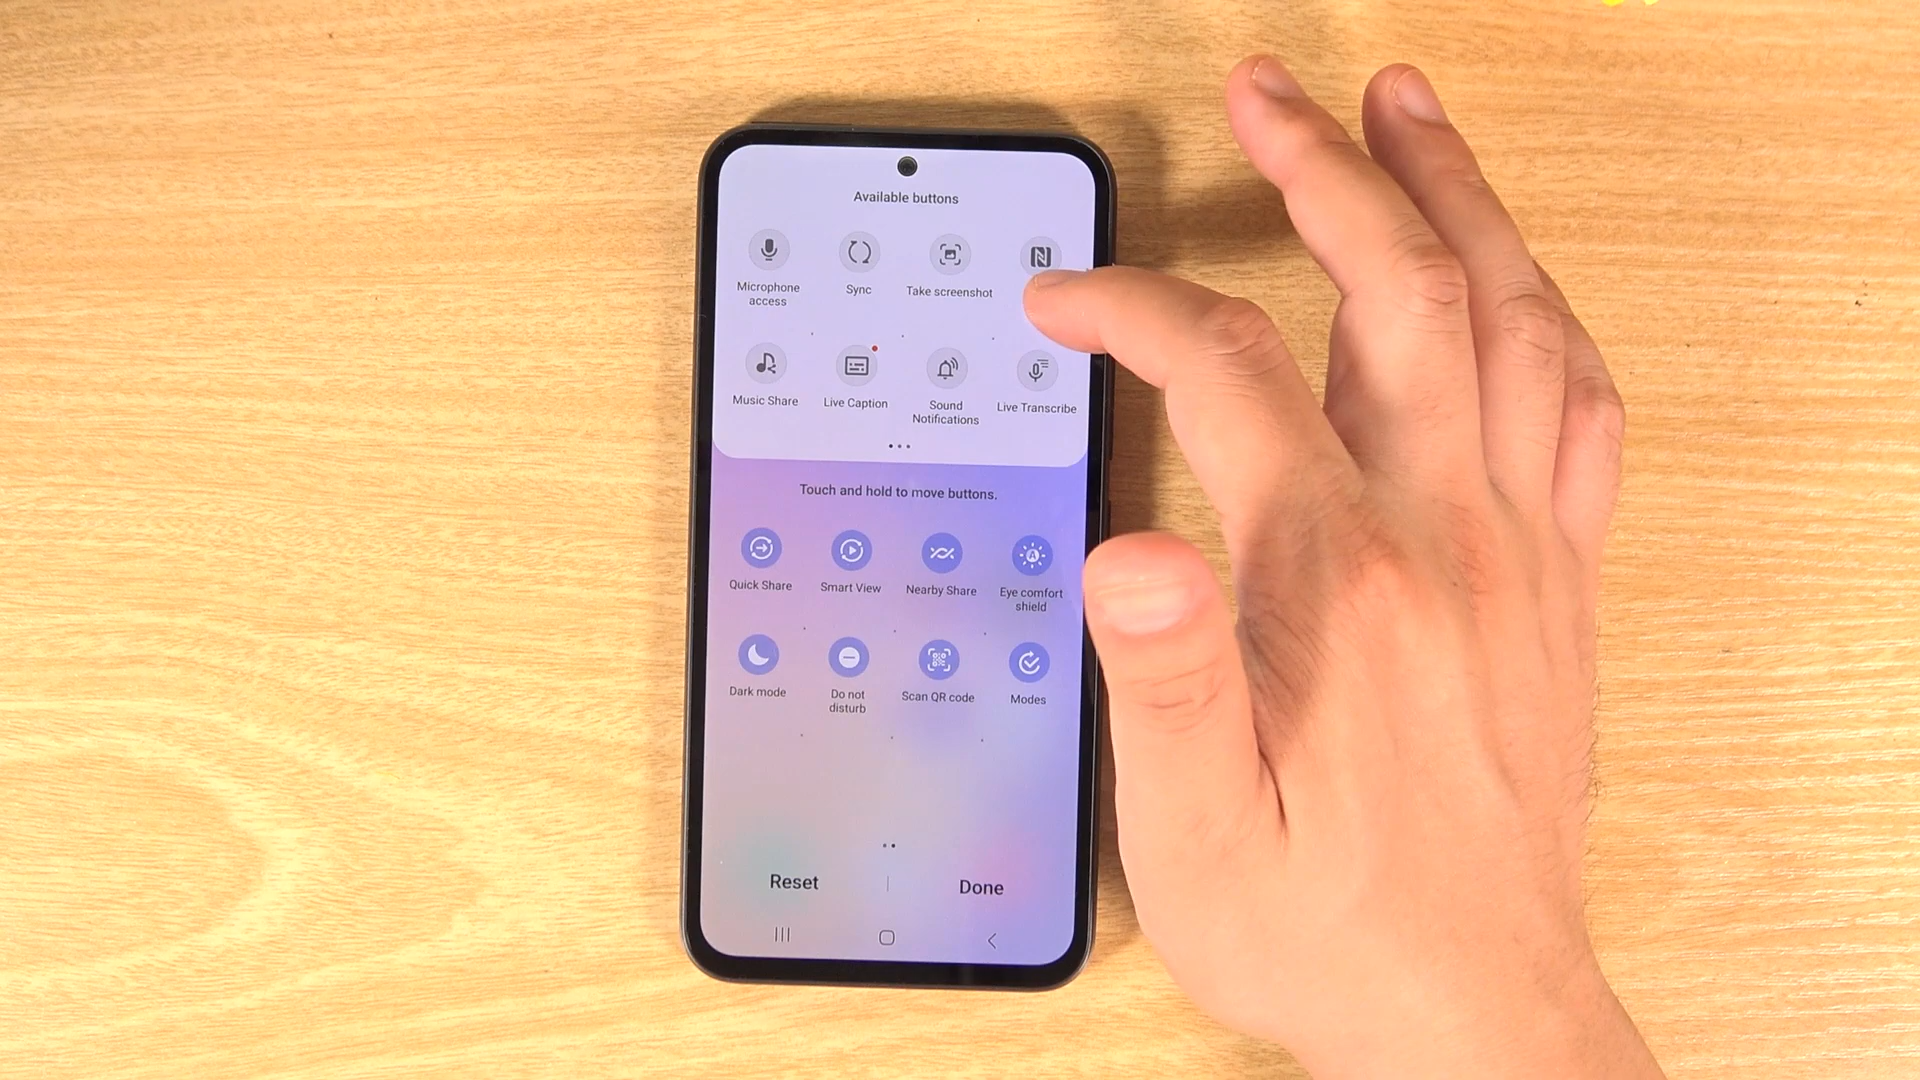 Available buttons
Microphone
access
Sync
Take screenshot
Music Share
Live Caption
Sound
Notifications
Live Transcribe
Touch and hold to move buttons.
Quick Share
Smart View
Nearby Share
Eye comfort
shield
Dark mode
Do not
disturb
Scan QR code
Modes
Reset
Done